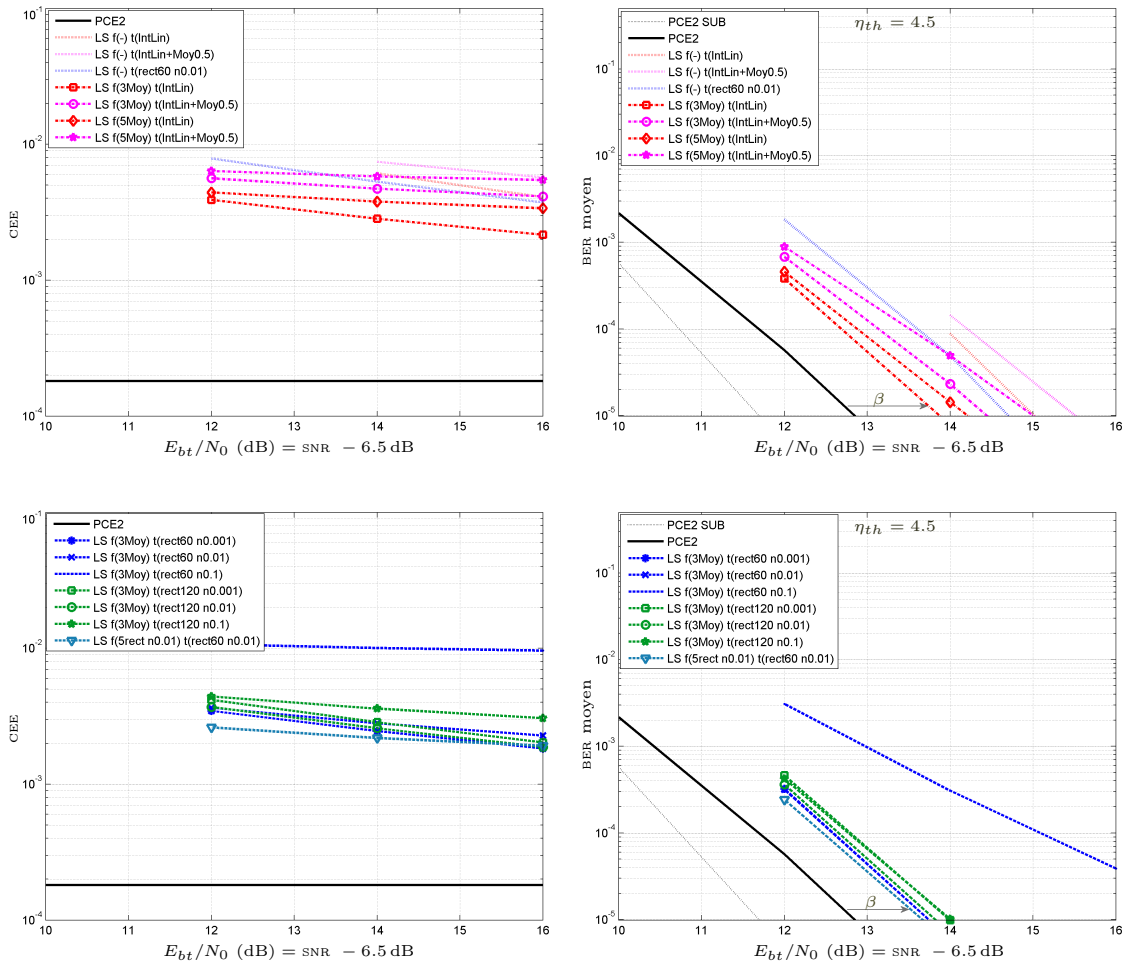 PCE2
LS f(-) t(IntLin)
LS f(-) t(IntLin+Moy0.5)
LS f(-) t(rect60 n0.01)
LS f(3Moy) t(IntLin)
LS f(3Moy) t(IntLin+Moy0.5)
LS f(5Moy) t(IntLin)
LS f(5Moy) t(IntLin+Moy0.5)
10^-1
10^-2
10^-3
10^-4
CEE
10 11 12 13 14 15 16
E_bt/N_0 (dB) = SNR − 6.5 dB
PCE2 SUB
PCE2
LS f(-) t(IntLin)
LS f(-) t(IntLin+Moy0.5)
LS f(-) t(rect60 n0.01)
LS f(3Moy) t(IntLin)
LS f(3Moy) t(IntLin+Moy0.5)
LS f(5Moy) t(IntLin)
LS f(5Moy) t(IntLin+Moy0.5)
η_th = 4.5
10^-1
10^-2
10^-3
10^-4
10^-5
BER moyen
β
10 11 12 13 14 15 16
E_bt/N_0 (dB) = SNR − 6.5 dB
PCE2
LS f(3Moy) t(rect60 n0.001)
LS f(3Moy) t(rect60 n0.01)
LS f(3Moy) t(rect60 n0.1)
LS f(3Moy) t(rect120 n0.001)
LS f(3Moy) t(rect120 n0.01)
LS f(3Moy) t(rect120 n0.1)
LS f(5rect n0.01) t(rect60 n0.01)
10^-1
10^-2
10^-3
10^-4
CEE
10 11 12 13 14 15 16
E_bt/N_0 (dB) = SNR − 6.5 dB
PCE2 SUB
PCE2
LS f(3Moy) t(rect60 n0.001)
LS f(3Moy) t(rect60 n0.01)
LS f(3Moy) t(rect60 n0.1)
LS f(3Moy) t(rect120 n0.001)
LS f(3Moy) t(rect120 n0.01)
LS f(3Moy) t(rect120 n0.1)
LS f(5rect n0.01) t(rect60 n0.01)
η_th = 4.5
10^-1
10^-2
10^-3
10^-4
10^-5
BER moyen
β
10 11 12 13 14 15 16
E_bt/N_0 (dB) = SNR − 6.5 dB